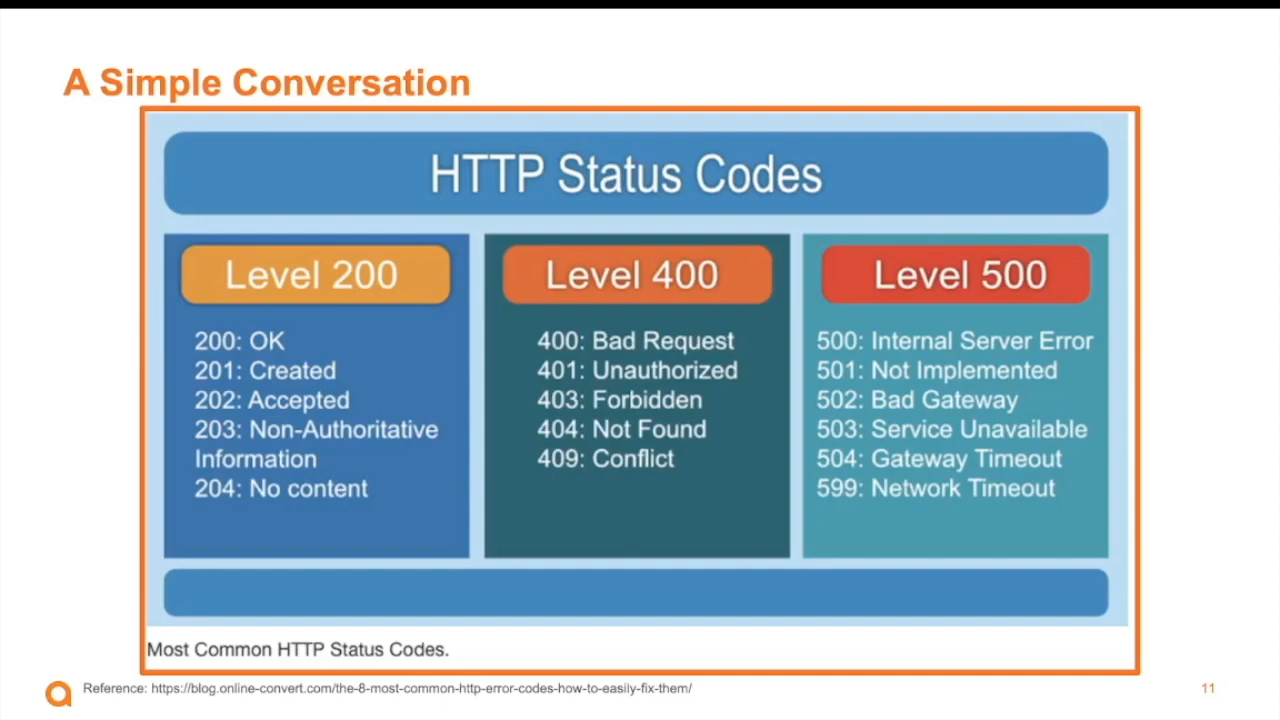 A Simple Conversation
HTTP Status Codes
Level 200
200: OK
201: Created
202: Accepted
203: Non-Authoritative
Information
204: No content
Level 400
400: Bad Request
401: Unauthorized
403: Forbidden
404: Not Found
409: Conflict
Level 500
500: Internal Server Error
501: Not Implemented
502: Bad Gateway
503: Service Unavailable
504: Gateway Timeout
599: Network Timeout
Most Common HTTP Status Codes.
Reference: https://blog.online-convert.com/the-8-most-common-http-error-codes-how-to-easily-fix-them/
11